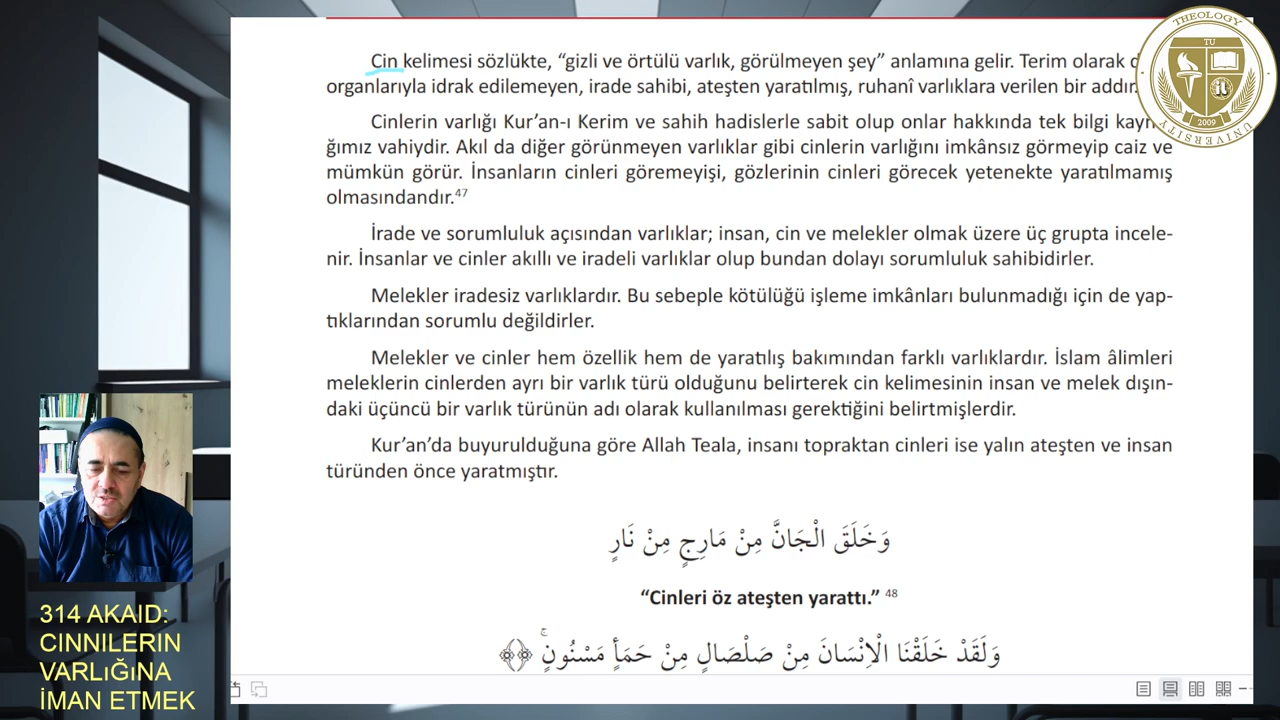 Cin kelimesi sözlükte, “gizli ve örtülü varlık, görülmeyen şey” anlamına gelir. Terim olarak
organlarıyla idrak edilemeyen, irade sahibi, ateşten yaratılmış, ruhanî varlıklara verilen bir addır.
Cinlerin varlığı Kur’an-ı Kerim ve sahih hadislerle sabit olup onlar hakkında tek bilgi
ğımız vahiydir. Akıl da diğer görünmeyen varlıklar gibi cinlerin varlığını imkânsız görmeyip caiz ve
mümkün görür. İnsanların cinleri göremeyişi, gözlerinin cinleri görecek yetenekte yaratılmamış
olmasındandır.47
İrade ve sorumluluk açısından varlıklar; insan, cin ve melekler olmak üzere üç grupta incele-
nir. İnsanlar ve cinler akıllı ve iradeli varlıklar olup bundan dolayı sorumluluk sahibidirler.
Melekler iradesiz varlıklardır. Bu sebeple kötülüğü işleme imkânları bulunmadığı için de yap-
tıklarından sorumlu değildirler.
Melekler ve cinler hem özellik hem de yaratılış bakımından farklı varlıklardır. İslam âlimleri
meleklerin cinlerden ayrı bir varlık türü olduğunu belirterek cin kelimesinin insan ve melek dışın-
daki üçüncü bir varlık türünün adı olarak kullanılması gerektiğini belirtmişlerdir.
Kur’an’da buyurulduğuna göre Allah Teala, insanı topraktan cinleri ise yalın ateşten ve insan
türünden önce yaratmıştır.
وَخَلَقَ الْجَانَّ مِنْ مَارِجٍ مِنْ نَارٍ
“Cinleri öz ateşten yarattı.” 48
وَلَقَدْ خَلَقْنَا الْاِنْسَانَ مِنْ صَلْصَالٍ مِنْ حَمَأٍ مَسْنُونٍۚ
314 AKAID:
CINNILERIN
VARLıĞıNA
İMAN ETMEK
THEOLOGY
TU
2009
UNIVERSITY